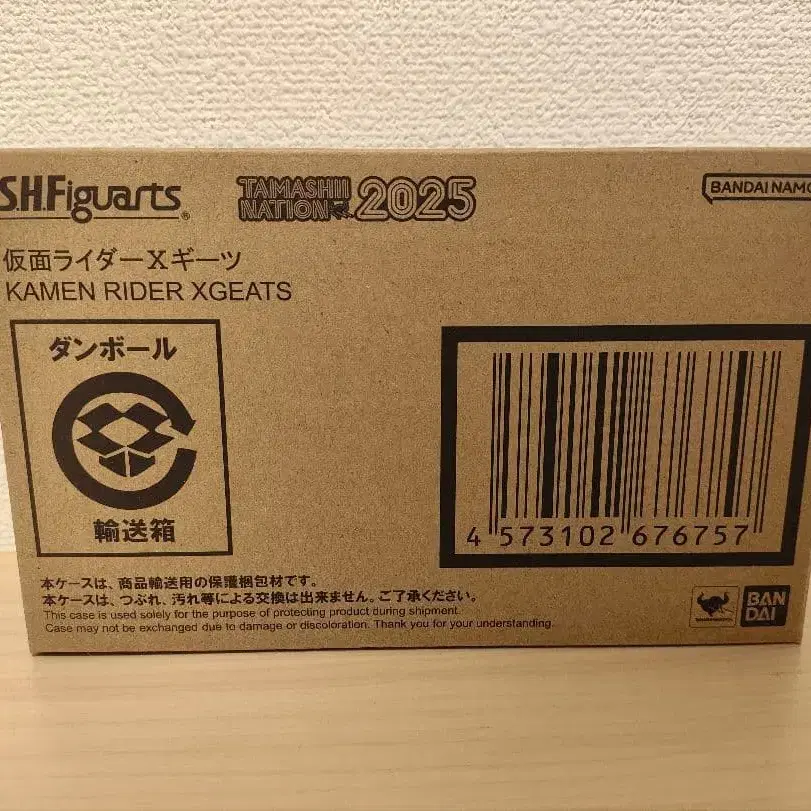 S.H.Figuarts®
TAMASHII NATION 2025
BANDAI NAMCO
仮面ライダーXギーツ
KAMEN RIDER XGEATS
ダンボール
輸送箱
4 573102 676757
本ケースは、商品輸送用の保護梱包材です。
本ケースは、つぶれ、汚れ等による交換は出来ません。ご了承ください。
This case is used solely for the purpose of protecting product during shipment.
Case may not be exchanged due to damage or discoloration. Thank you for your understanding.
BAN
DAI